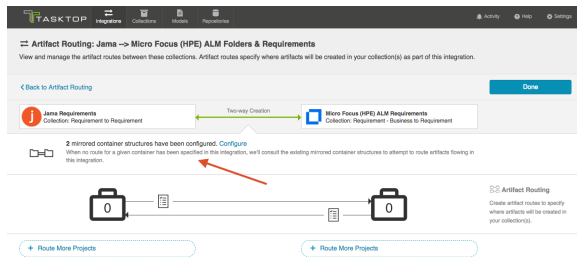 TASKTOP
Integrations
Collections
Models
Repositories
Activity
Help
Settings
Artifact Routing: Jama --> Micro Focus (HPE) ALM Folders & Requirements
View and manage the artifact routes between these collections. Artifact routes specify where artifacts will be created in your collection(s) as part of this integration.
Back to Artifact Routing
Done
Jama Requirements
Collection: Requirement to Requirement
Two-way Creation
Micro Focus (HPE) ALM Requirements
Collection: Requirement - Business to Requirement
2 mirrored container structures have been configured. Configure
When no route for a given container has been specified in this integration, we'll consult the existing mirrored container structures to attempt to route artifacts flowing in
this integration.
0
0
Artifact Routing
Create artifact routes to specify
where artifacts will be created in
your collection(s).
+ Route More Projects
+ Route More Projects